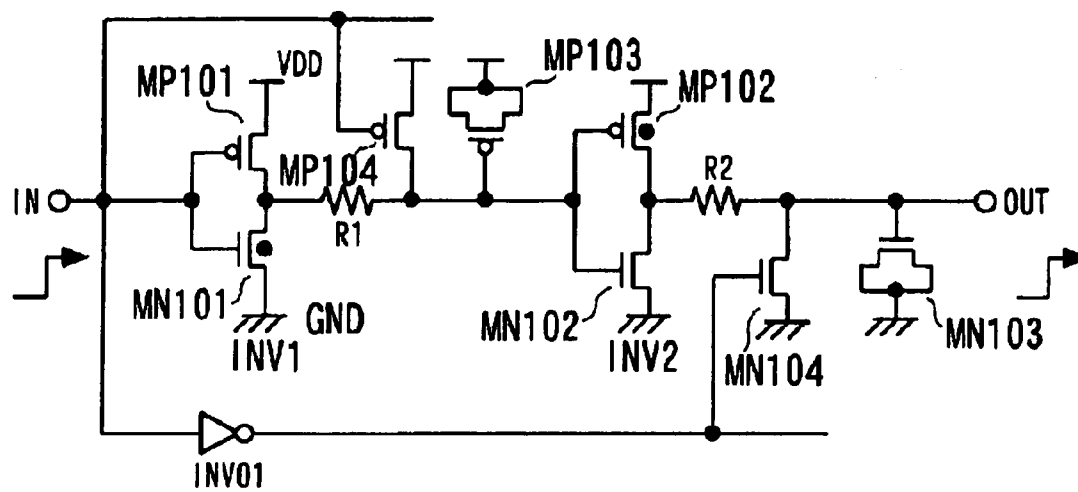 MP103
VDD
MP101
MP102
MP104
R2
IN
OUT
R1
MN101
GND
MN102
MN103
INV1
INV2
MN104
INV01